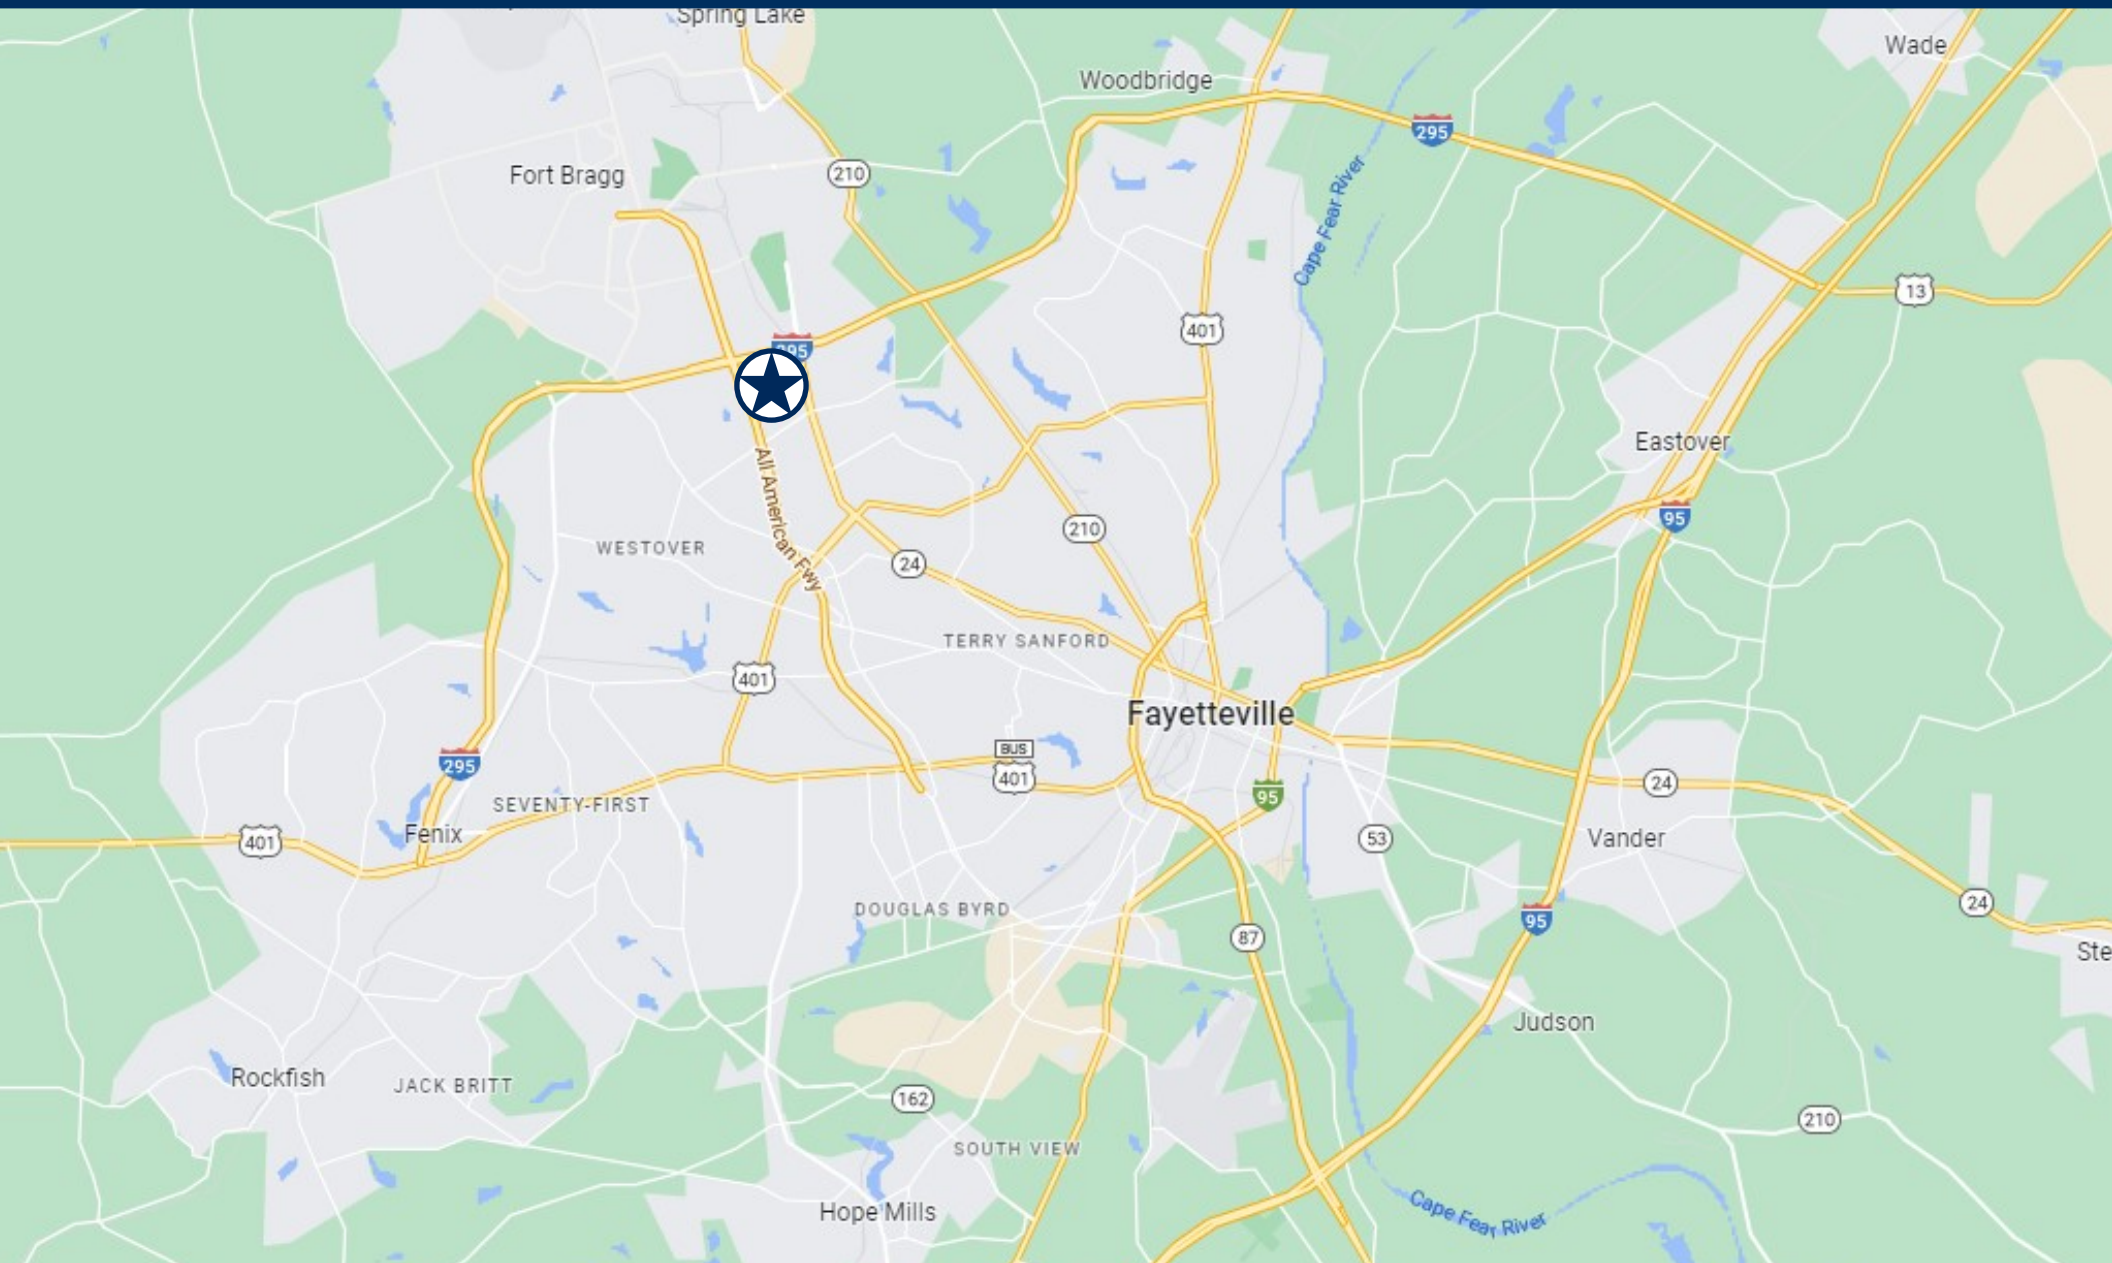 Spring Lake
Wade
Woodbridge
295
Fort Bragg
210
Cape Fear River
13
401
295
Eastover
All American Fwy
95
210
WESTOVER
24
TERRY SANFORD
401
Fayetteville
BUS
401
295
24
95
SEVENTY-FIRST
Fenix
401
53
Vander
24
DOUGLAS BYRD
95
87
Ste
Judson
Rockfish
JACK BRITT
162
210
SOUTH VIEW
Hope Mills
Cape Fear River